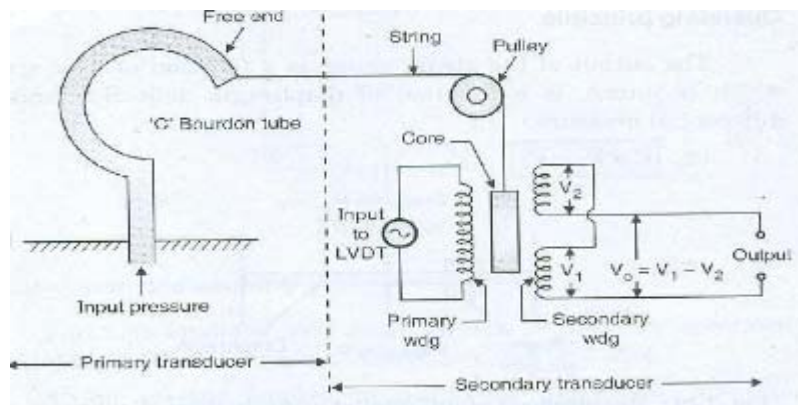 Free end
String
Pulley
'C' Bourdon tube
Core
Input
to
LVDT
V2
V1
Vo = V1 – V2
Output
Input pressure
Primary
wdg
Secondary
wdg
Primary transducer
Secondary transducer